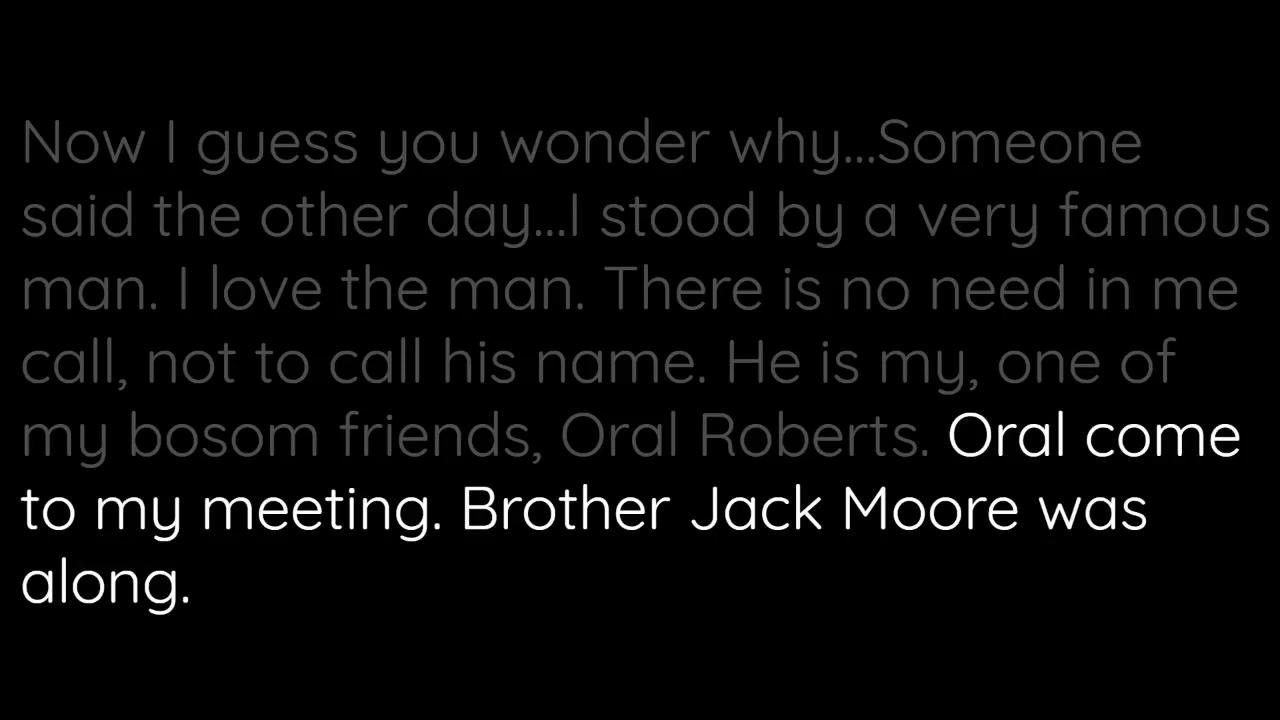 Now I guess you wonder why...Someone
said the other day...I stood by a very famous
man. I love the man. There is no need in me
call, not to call his name. He is my, one of
my bosom friends, Oral Roberts. Oral come
to my meeting. Brother Jack Moore was
along.